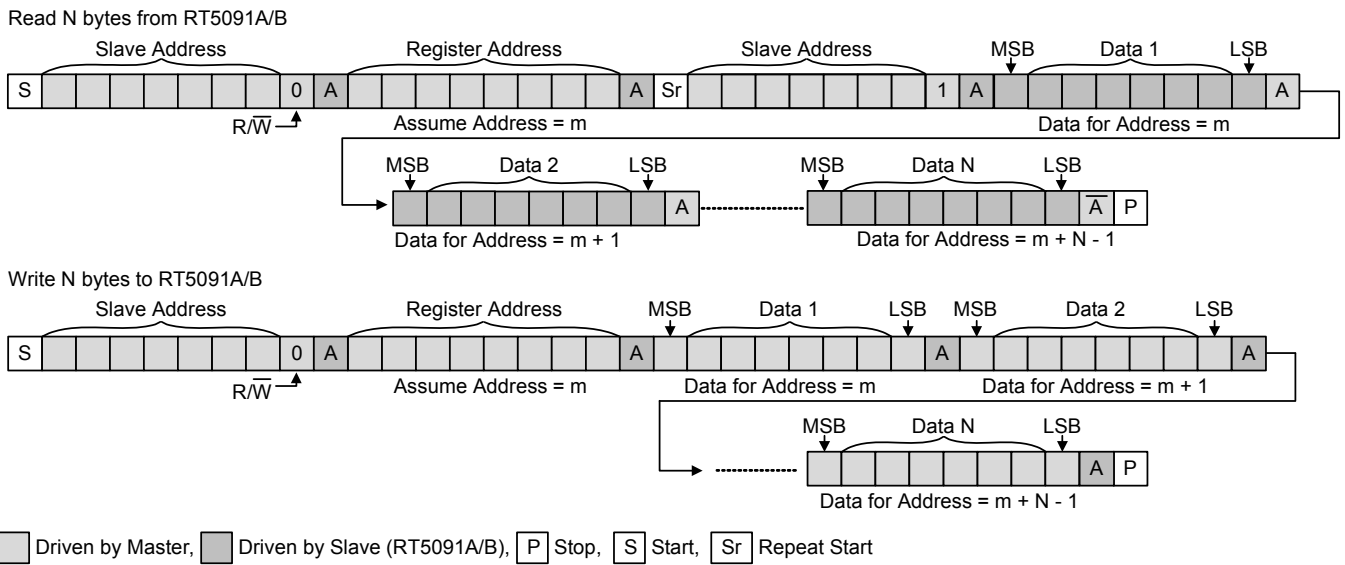 Read N bytes from RT5091A/B
Slave Address Register Address Slave Address MSB Data 1 LSB
S 0 A A Sr 1 A A
R/W̅ Assume Address = m Data for Address = m
MSB Data 2 LSB MSB Data N LSB
A A̅ P
Data for Address = m + 1 Data for Address = m + N - 1
Write N bytes to RT5091A/B
Slave Address Register Address MSB Data 1 LSB MSB Data 2 LSB
S 0 A A A A
R/W̅ Assume Address = m Data for Address = m Data for Address = m + 1
MSB Data N LSB
A P
Data for Address = m + N - 1
Driven by Master, Driven by Slave (RT5091A/B), P Stop, S Start, Sr Repeat Start